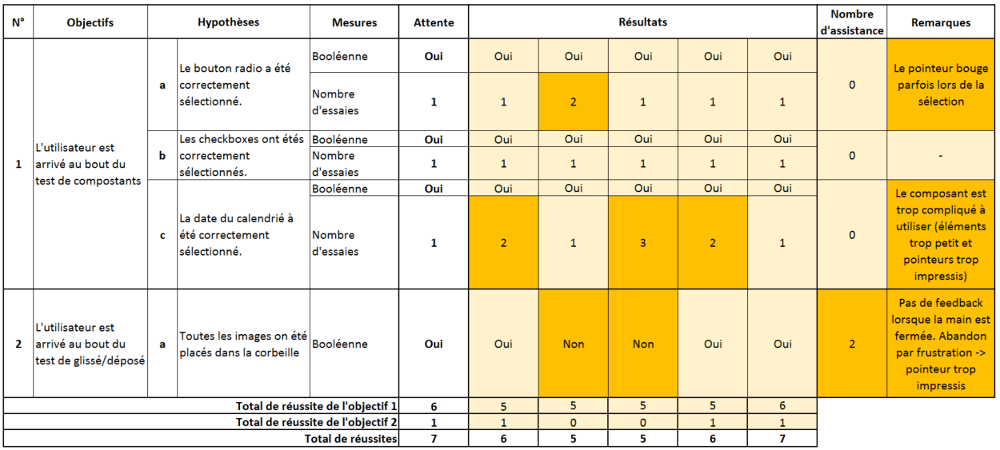 N° Objectifs Hypothèses Mesures Attente Résultats Nombre d'assistance Remarques
1
L'utilisateur est
arrivé au bout du
test de compostants
a
Le bouton radio a été
correctement
sélectionné.
Booléenne Oui Oui Oui Oui Oui Oui
Nombre
d'essaies
1 1 2 1 1 1
0
Le pointeur bouge
parfois lors de la
sélection
b
Les checkboxes ont étés
correctement
sélectionnés.
Booléenne Oui Oui Oui Oui Oui Oui
Nombre
d'essaies
1 1 1 1 1 1
0
-
c
La date du calendrié à
été correctement
sélectionné.
Booléenne Oui Oui Oui Oui Oui Oui
Nombre
d'essaies
1 2 1 3 2 1
0
Le composant est
trop compliqué à
utiliser (éléments
trop petit et
pointeurs trop
impressis)
2
L'utilisateur est
arrivé au bout du
test de glissé/déposé
a
Toutes les images on été
placés dans la corbeille
Booléenne Oui Oui Non Non Oui Oui
2
Pas de feedback
lorsque la main est
fermée. Abandon
par frustration ->
pointeur trop
impressis
Total de réussite de l'objectif 1 6 5 5 5 5 6
Total de réussite de l'objectif 2 1 1 0 0 1 1
Total de réussites 7 6 5 5 6 7